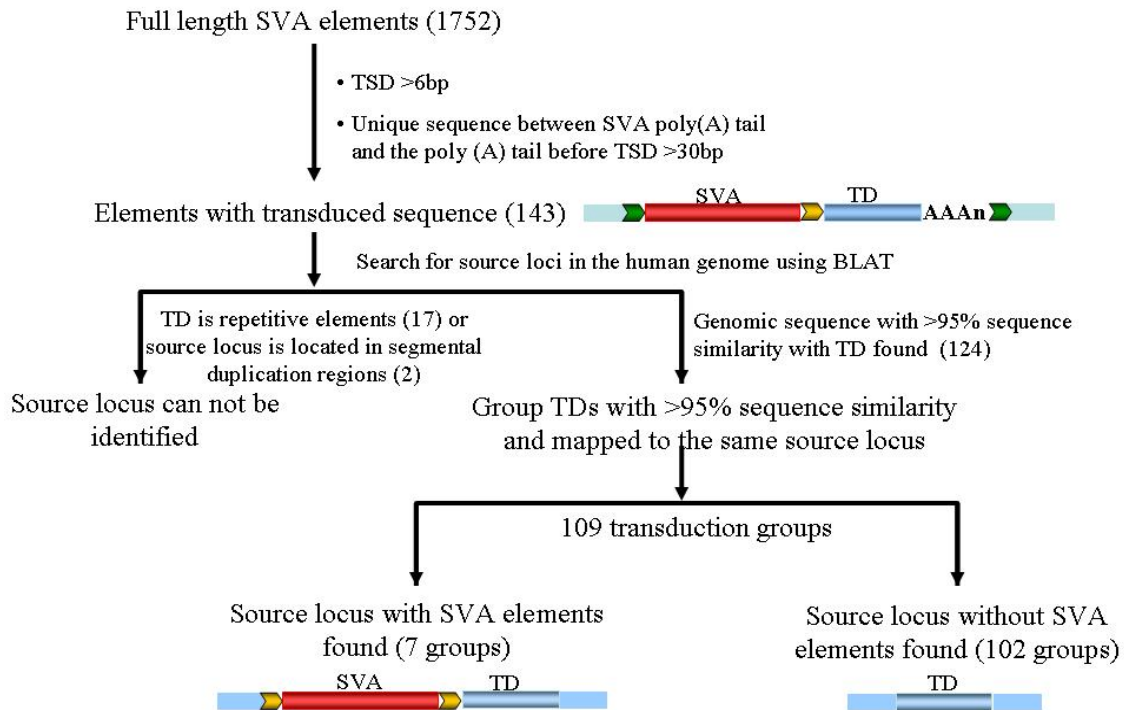 Full length SVA elements (1752)
• TSD >6bp
• Unique sequence between SVA poly(A) tail
and the poly (A) tail before TSD >30bp
Elements with transduced sequence (143)
SVA
TD
AAAn
Search for source loci in the human genome using BLAT
TD is repetitive elements (17) or
source locus is located in segmental
duplication regions (2)
Genomic sequence with >95% sequence
similarity with TD found (124)
Source locus can not be
identified
Group TDs with >95% sequence similarity
and mapped to the same source locus
109 transduction groups
Source locus with SVA elements
found (7 groups)
Source locus without SVA
elements found (102 groups)
SVA
TD
TD